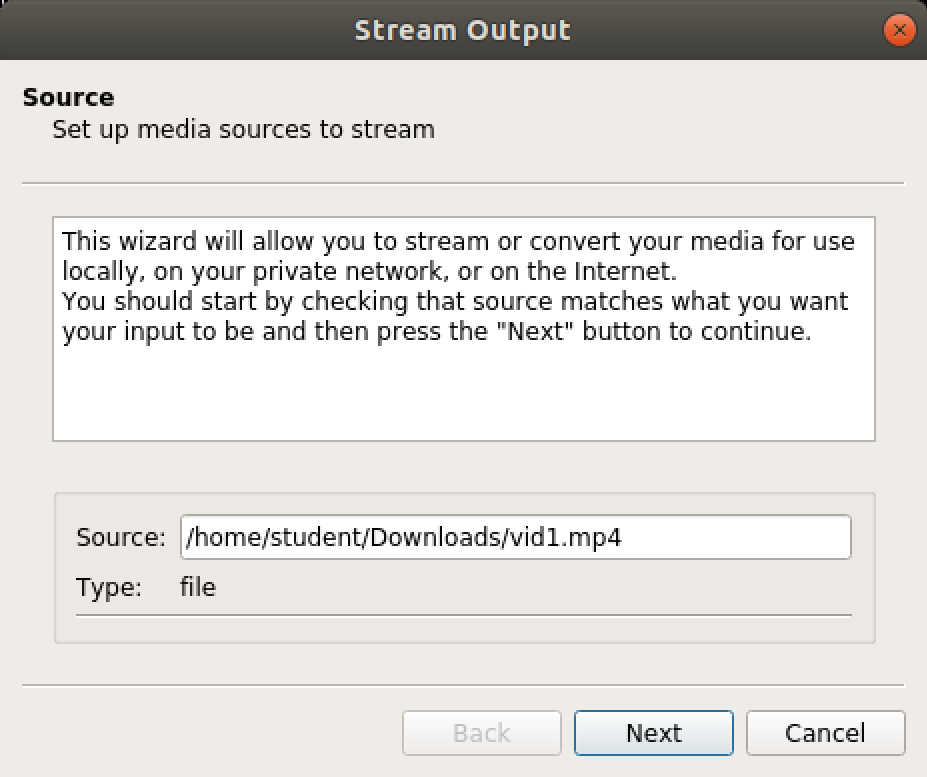 Stream Output
Source
Set up media sources to stream
This wizard will allow you to stream or convert your media for use
locally, on your private network, or on the Internet.
You should start by checking that source matches what you want
your input to be and then press the "Next" button to continue.
Source: /home/student/Downloads/vid1.mp4
Type: file
Back Next Cancel